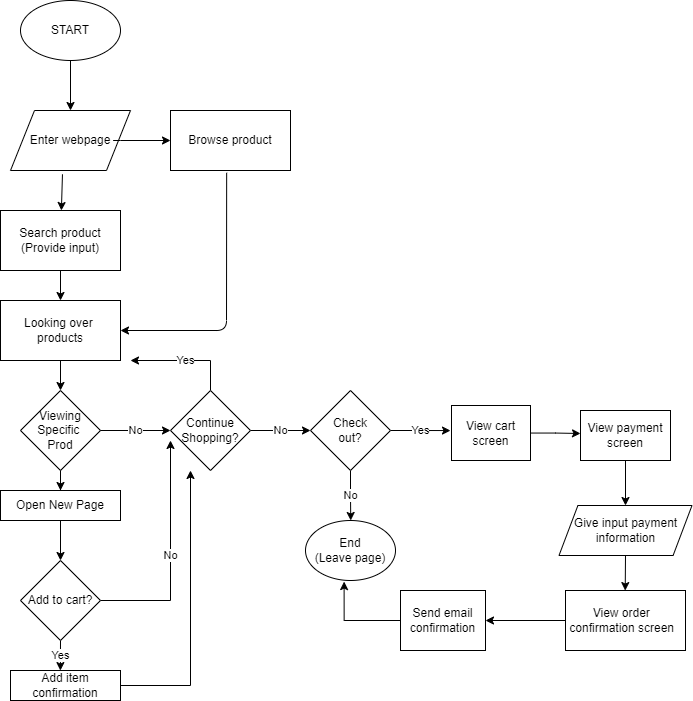 START
Enter webpage
Browse product
Search product
(Provide input)
Looking over
products
Yes
Viewing
Specific
Prod
No
Continue
Shopping?
No
Check
out?
Yes
View cart
screen
View payment
screen
Open New Page
No
No
End
(Leave page)
Give input payment
information
Add to cart?
Send email
confirmation
View order
confirmation screen
Yes
Add item
confirmation